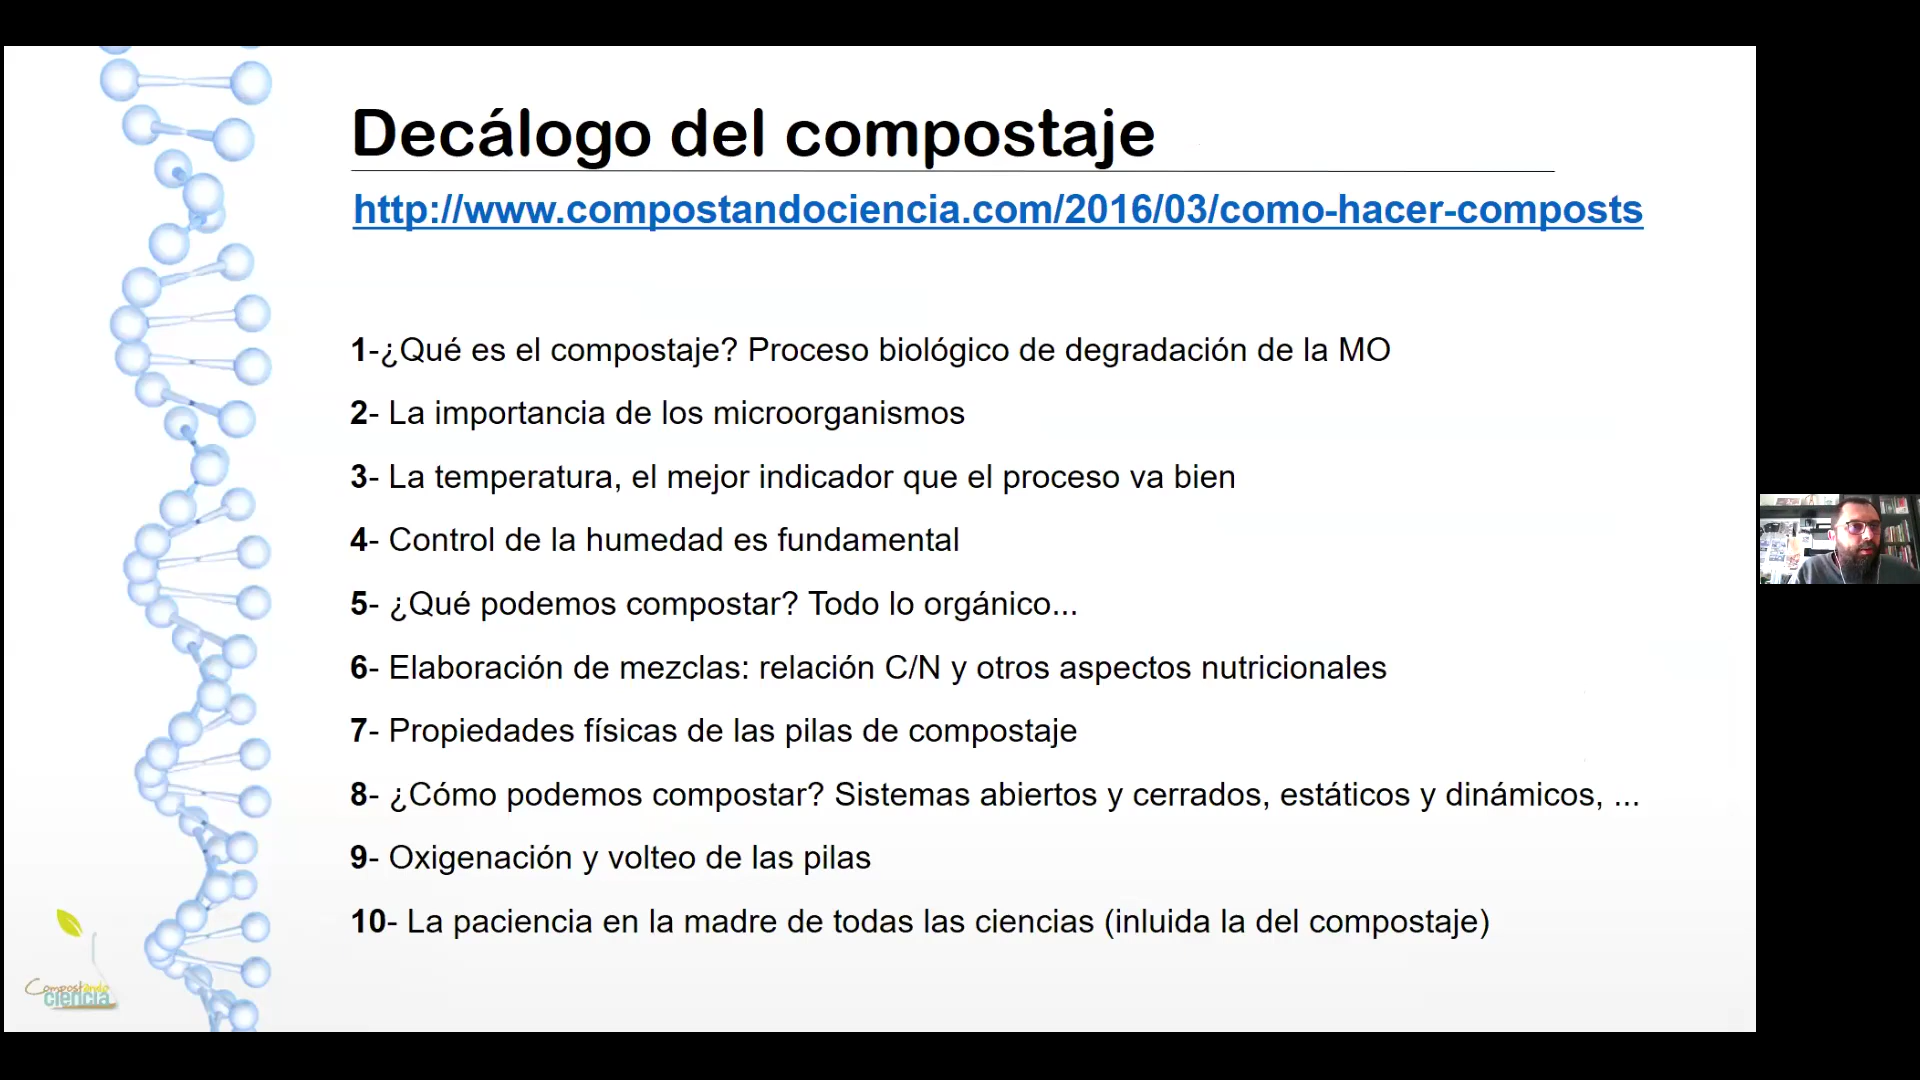 Decálogo del compostaje
http://www.compostandociencia.com/2016/03/como-hacer-composts
1-¿Qué es el compostaje? Proceso biológico de degradación de la MO
2- La importancia de los microorganismos
3- La temperatura, el mejor indicador que el proceso va bien
4- Control de la humedad es fundamental
5- ¿Qué podemos compostar? Todo lo orgánico...
6- Elaboración de mezclas: relación C/N y otros aspectos nutricionales
7- Propiedades físicas de las pilas de compostaje
8- ¿Cómo podemos compostar? Sistemas abiertos y cerrados, estáticos y dinámicos, ...
9- Oxigenación y volteo de las pilas
10- La paciencia en la madre de todas las ciencias (inluida la del compostaje)
Compostando
ciencia